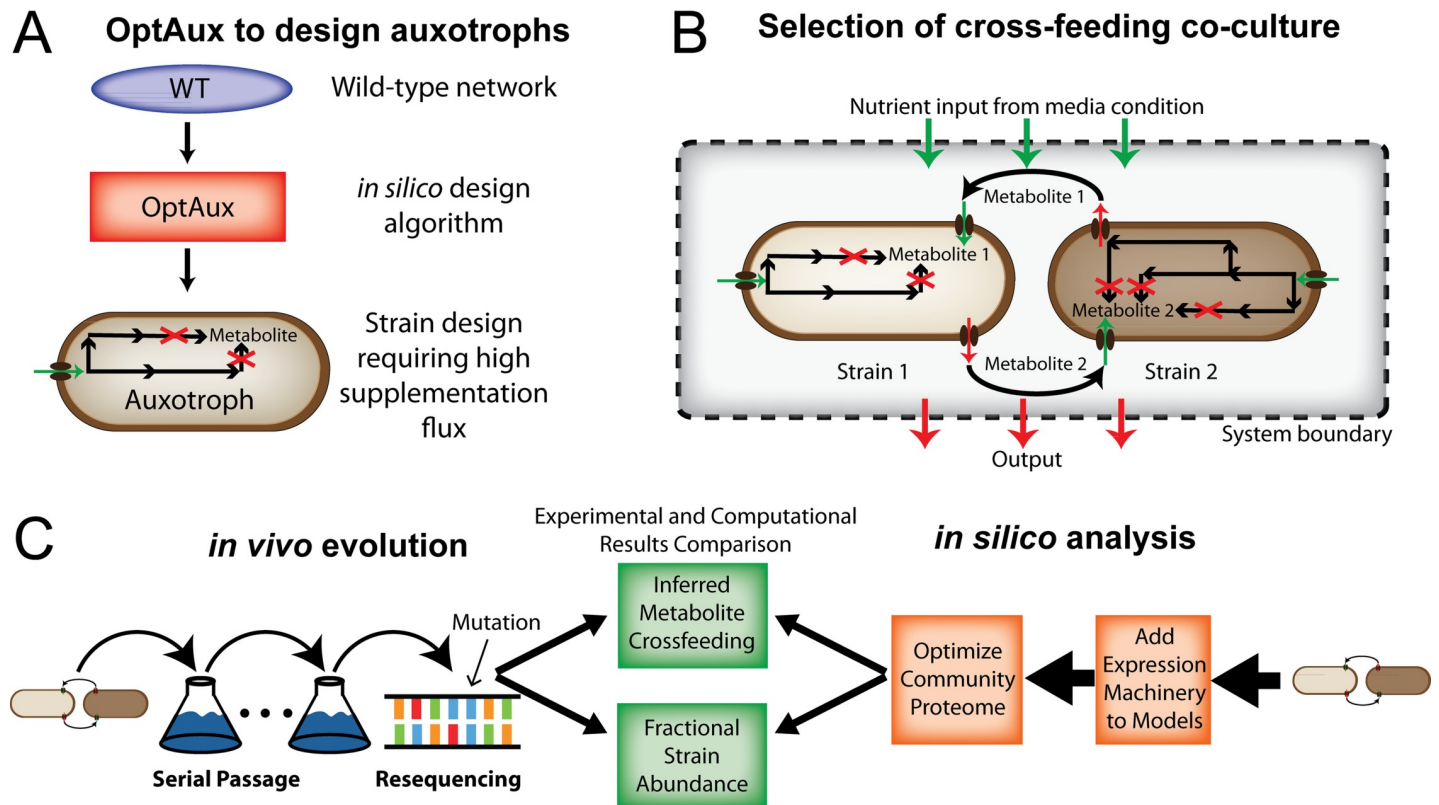 A
OptAux to design auxotrophs
WT
Wild-type network
OptAux
in silico design
algorithm
Metabolite
Auxotroph
Strain design
requiring high
supplementation
flux
B
Selection of cross-feeding co-culture
Nutrient input from media condition
Metabolite 1
Metabolite 1
Metabolite 2
Strain 1
Metabolite 2
Strain 2
System boundary
Output
C
in vivo evolution
Mutation
Serial Passage
Resequencing
Experimental and Computational
Results Comparison
Inferred
Metabolite
Crossfeeding
Fractional
Strain
Abundance
in silico analysis
Optimize
Community
Proteome
Add
Expression
Machinery
to Models